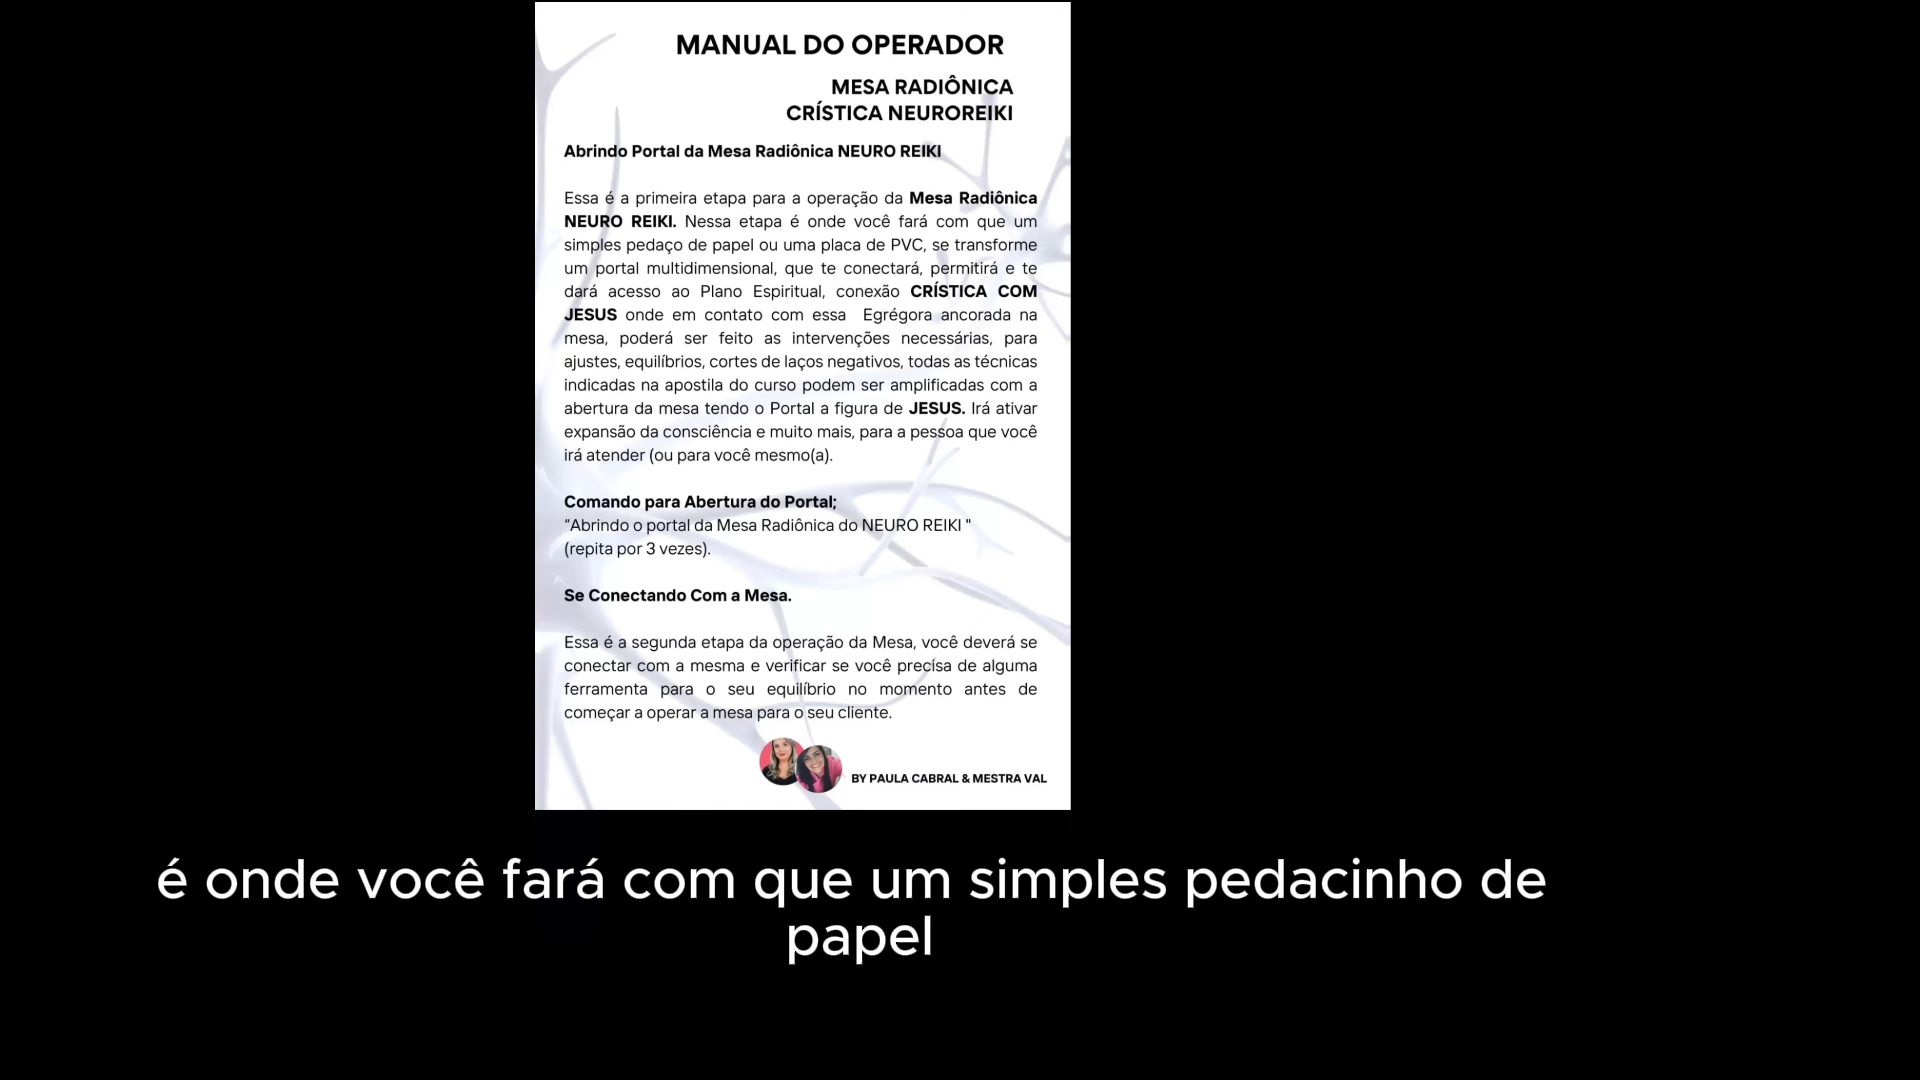 MANUAL DO OPERADOR
MESA RADIÔNICA
CRÍSTICA NEUROREIKI
Abrindo Portal da Mesa Radiônica NEURO REIKI
Essa é a primeira etapa para a operação da Mesa Radiônica
NEURO REIKI. Nessa etapa é onde você fará com que um
simples pedaço de papel ou uma placa de PVC, se transforme
um portal multidimensional, que te conectará, permitirá e te
dará acesso ao Plano Espiritual, conexão CRÍSTICA COM
JESUS onde em contato com essa Egrégora ancorada na
mesa, poderá ser feito as intervenções necessárias, para
ajustes, equilíbrios, cortes de laços negativos, todas as técnicas
indicadas na apostila do curso podem ser amplificadas com a
abertura da mesa tendo o Portal a figura de JESUS. Irá ativar
expansão da consciência e muito mais, para a pessoa que você
irá atender (ou para você mesmo(a).
Comando para Abertura do Portal;
“Abrindo o portal da Mesa Radiônica do NEURO REIKI "
(repita por 3 vezes).
Se Conectando Com a Mesa.
Essa é a segunda etapa da operação da Mesa, você deverá se
conectar com a mesma e verificar se você precisa de alguma
ferramenta para o seu equilíbrio no momento antes de
começar a operar a mesa para o seu cliente.
BY PAULA CABRAL & MESTRA VAL
é onde você fará com que um simples pedacinho de
papel